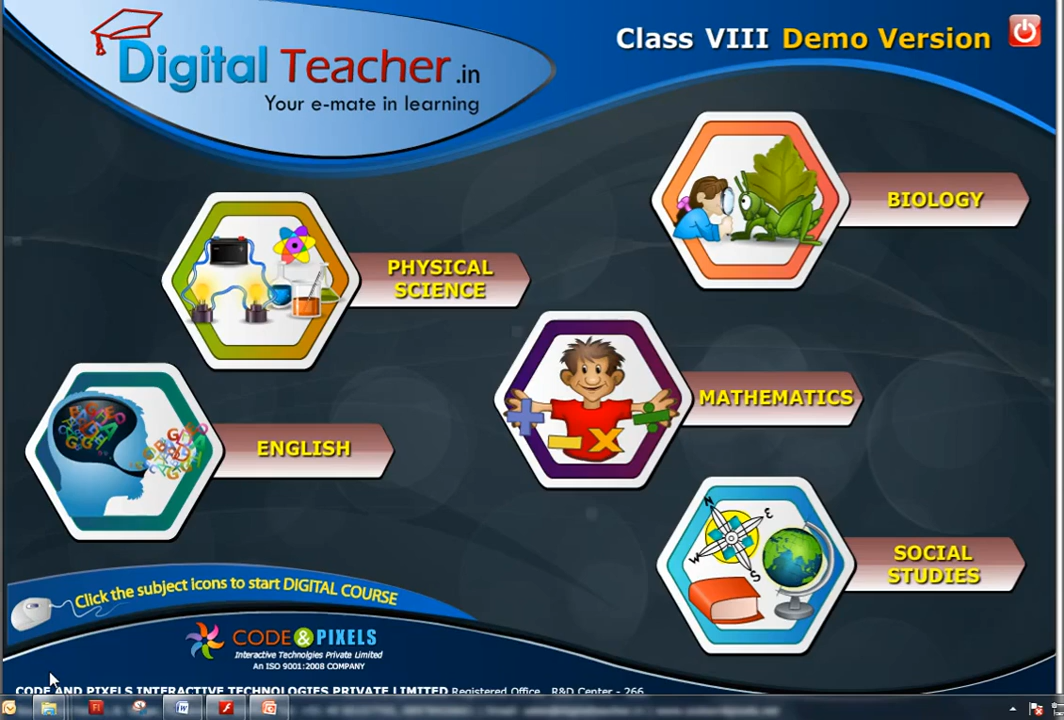 Digital Teacher.in
Your e-mate in learning
Class VIII Demo Version
BIOLOGY
PHYSICAL
SCIENCE
MATHEMATICS
ENGLISH
N
E
W
S
SOCIAL
STUDIES
Click the subject icons to start DIGITAL COURSE
CODE & PIXELS
Interactive Technolgies Private Limited
An ISO 9001:2008 COMPANY
CODE AND PIXELS INTERACTIVE TECHNOLOGIES PRIVATE LIMITED Registered Office, R&D Center - 266,